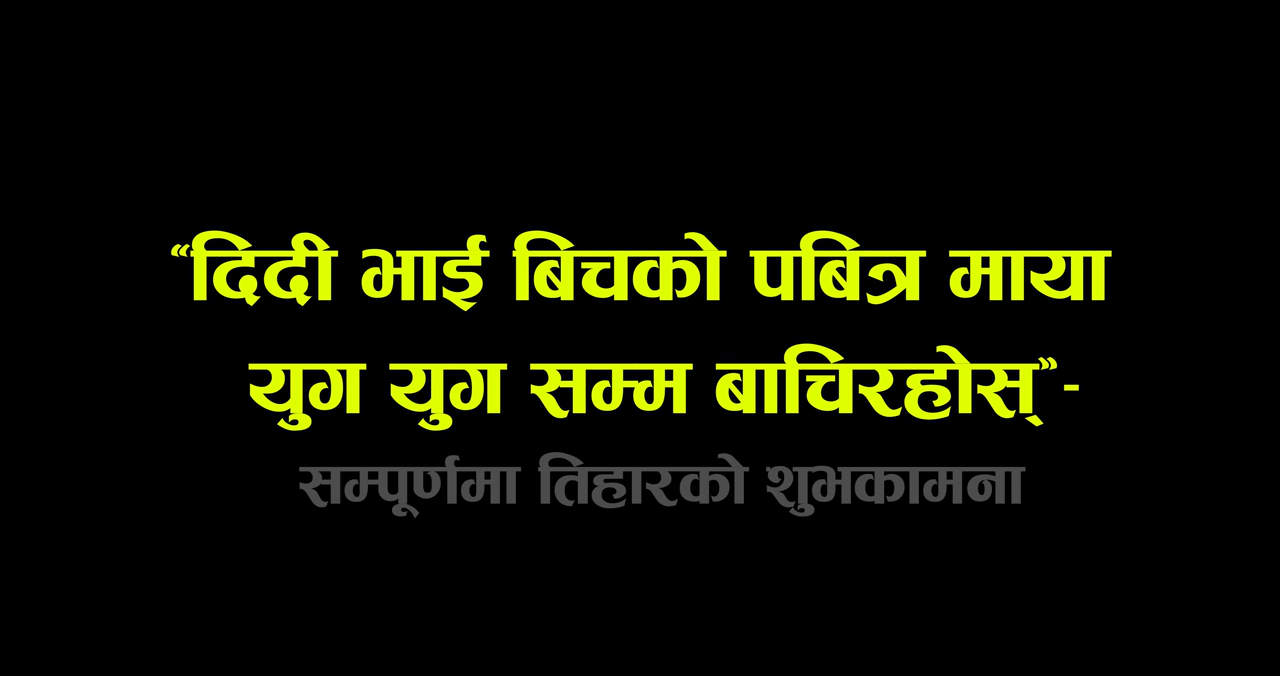 “दिदी भाई बिचको पबित्र माया
युग युग सम्म बाचिरहोस्”-
सम्पूर्णमा तिहारको शुभकामना